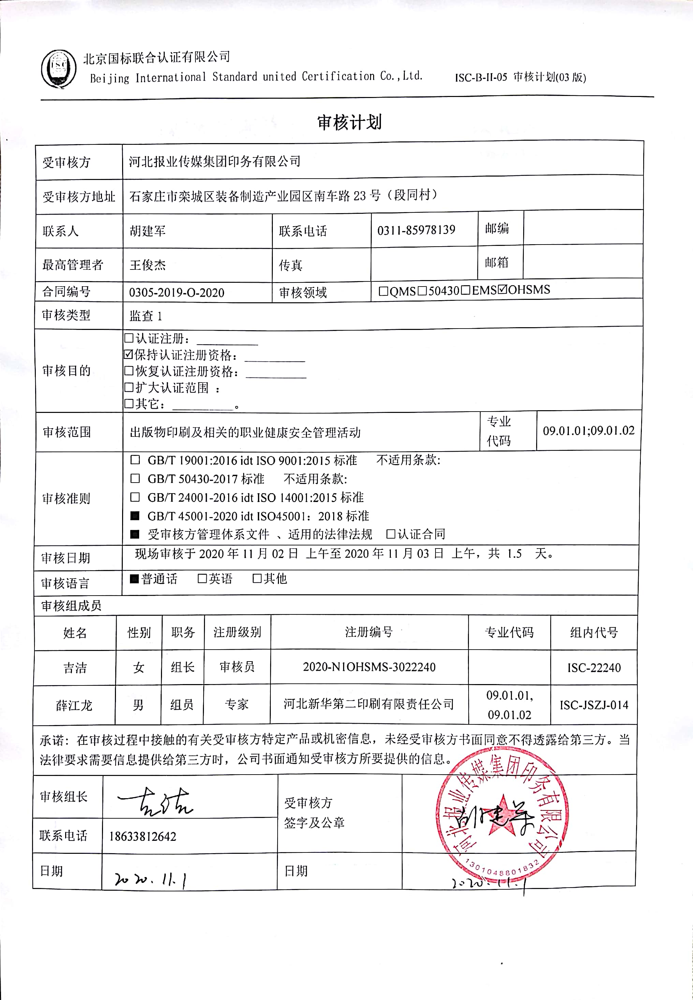 ISC
北京国标联合认证有限公司
Beijing International Standard united Certification Co.,Ltd. ISC-B-II-05 审核计划(03 版)
审核计划
受审核方 河北报业传媒集团印务有限公司
受审核方地址 石家庄市栾城区装备制造产业园区南车路 23 号（段同村）
联系人 胡建军 联系电话 0311-85978139 邮编
最高管理者 王俊杰 传真 邮箱
合同编号 0305-2019-O-2020 审核领域 □QMS□50430□EMS☑OHSMS
审核类型 监查 1
审核目的
□认证注册：
☑保持认证注册资格：
□恢复认证注册资格：
□扩大认证范围 ：
□其它： 。
审核范围 出版物印刷及相关的职业健康安全管理活动 专业代码 09.01.01;09.01.02
审核准则
□ GB/T 19001:2016 idt ISO 9001:2015 标准 不适用条款:
□ GB/T 50430-2017 标准 不适用条款:
□ GB/T 24001-2016 idt ISO 14001:2015 标准
■ GB/T 45001-2020 idt ISO45001：2018 标准
■ 受审核方管理体系文件 、适用的法律法规 □认证合同
审核日期 现场审核于 2020 年 11 月 02 日 上午至 2020 年 11 月 03 日 上午，共 1.5 天。
审核语言 ■普通话 □英语 □其他
审核组成员
姓名 性别 职务 注册级别 注册编号 专业代码 组内代号
吉洁 女 组长 审核员 2020-N1OHSMS-3022240 ISC-22240
薛江龙 男 组员 专家 河北新华第二印刷有限责任公司 09.01.01, ISC-JSZJ-014
09.01.02
承诺：在审核过程中接触的有关受审核方特定产品或机密信息，未经受审核方书面同意不得透露给第三方。当
法律要求需要信息提供给第三方时，公司书面通知受审核方所要提供的信息。
审核组长 吉洁
受审核方
签字及公章
胡建军
河北报业传媒集团印务有限公司
1301048801832
联系电话 18633812642
日期 2020.11.1 日期 2020.11.1